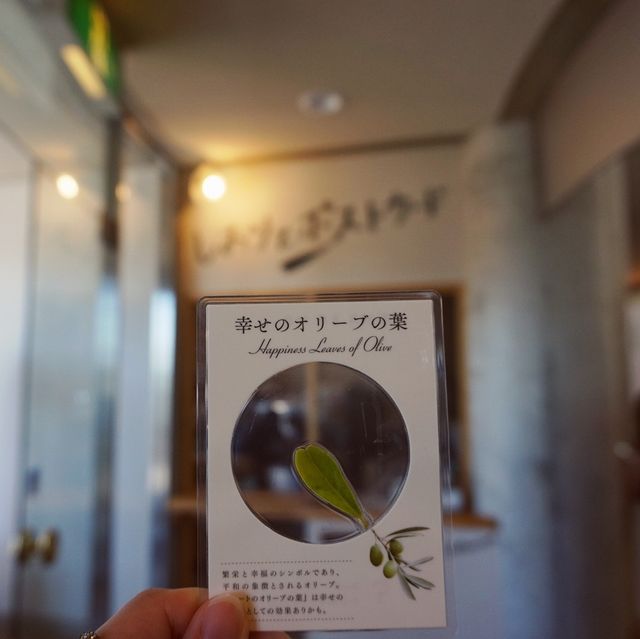 幸せのオリーブの葉
Happiness Leaves of Olive
繁栄と幸福のシンボルであり、
平和の象徴とされるオリーブ。
ートのオリーブの葉」は幸せの
としての効果ありかも。